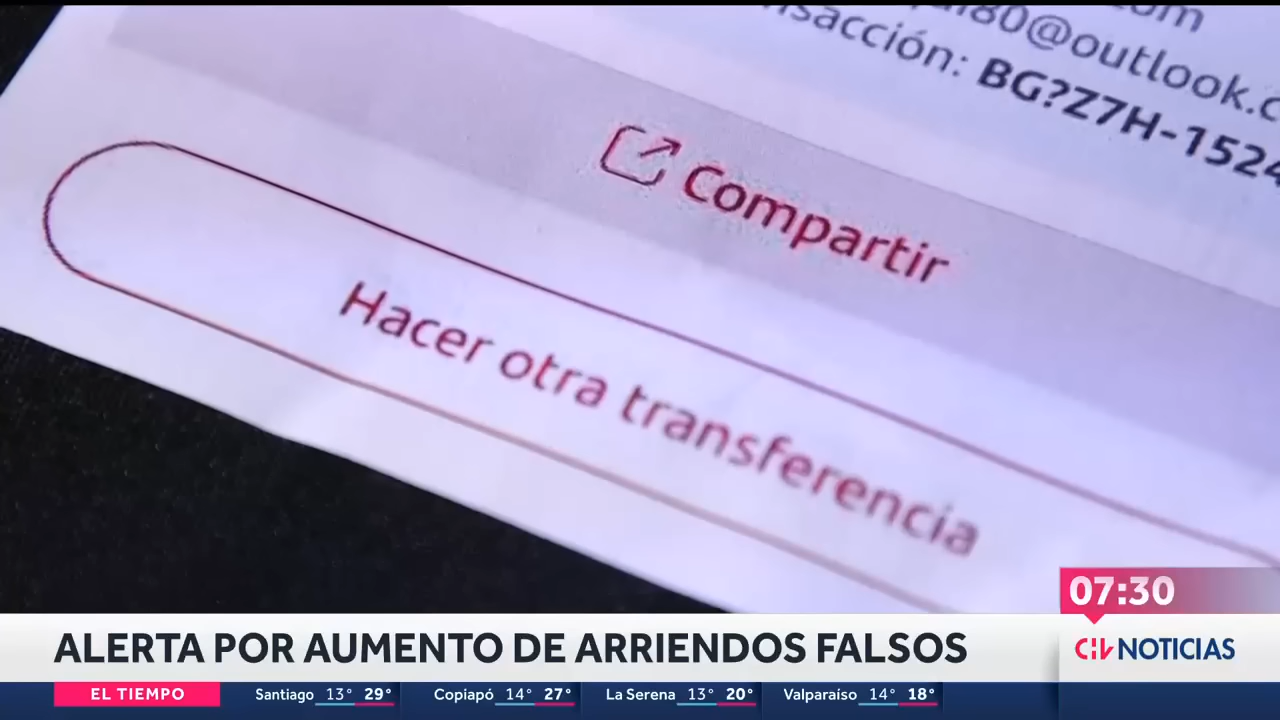 @outlook.c
BG?Z7H-1524
Compartir
Hacer otra transferencia
07:30
ALERTA POR AUMENTO DE ARRIENDOS FALSOS
CHV NOTICIAS
EL TIEMPO Santiago 13° 29° Copiapó 14° 27° La Serena 13° 20° Valparaíso 14° 18°